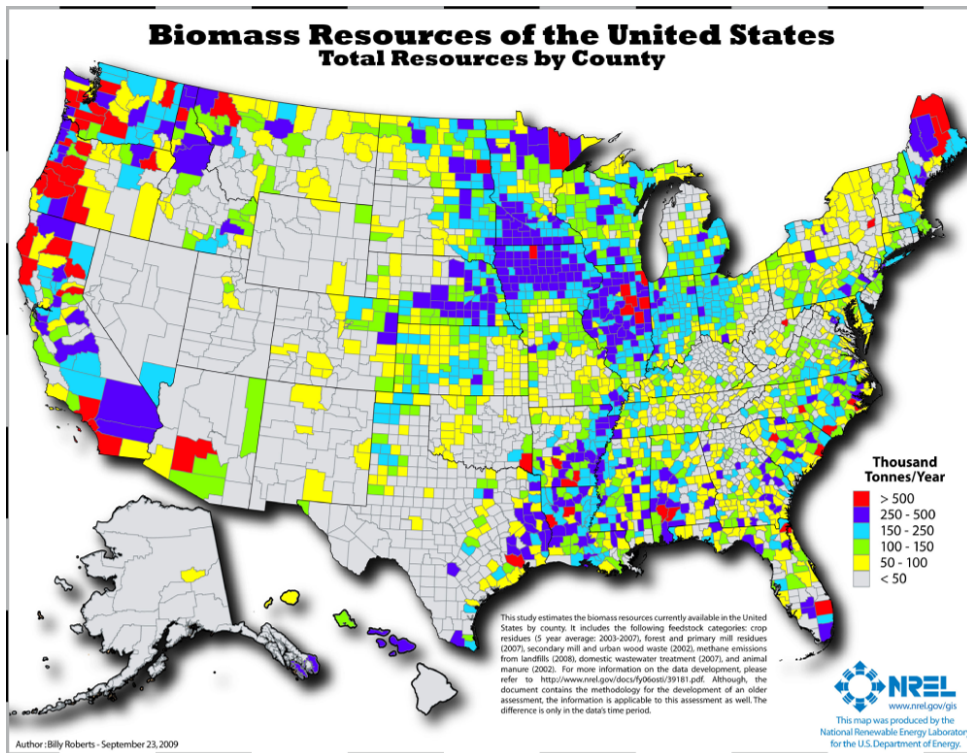 Biomass Resources of the United States
Total Resources by County
Thousand
Tonnes/Year
> 500
250 - 500
150 - 250
100 - 150
50 - 100
< 50
This study estimates the biomass resources currently available in the United
States by county. It includes the following feedstock categories: crop
residues (5 year average: 2003-2007), forest and primary mill residues
(2007), secondary mill and urban wood waste (2002), methane emissions
from landfills (2008), domestic wastewater treatment (2007), and animal
manure (2002). For more information on the data development, please
refer to http://www.nrel.gov/docs/fy06osti/39181.pdf. Although, the
document contains the methodology for the development of an older
assessment, the information is applicable to this assessment as well. The
difference is only in the data's time period.
NREL
www.nrel.gov/gis
This map was produced by the
National Renewable Energy Laboratory
for the U.S. Department of Energy.
Author : Billy Roberts - September 23, 2009